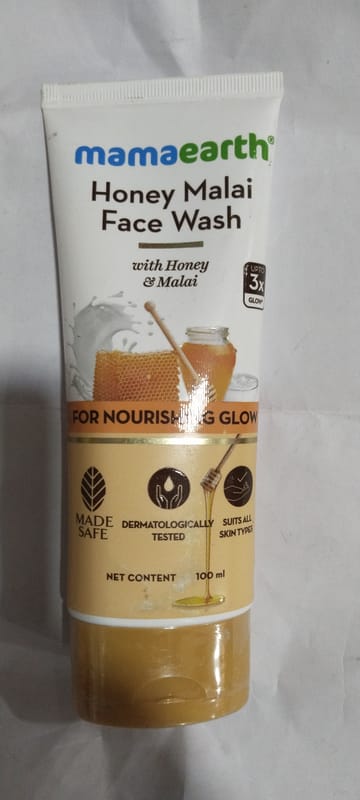 mamaearth®
Honey Malai
Face Wash
with Honey
& Malai
UPTO
3x
GLOW*
FOR NOURISHING GLOW
MADE
SAFE
DERMATOLOGICALLY
TESTED
SUITS ALL
SKIN TYPES
NET CONTENT 100 ml